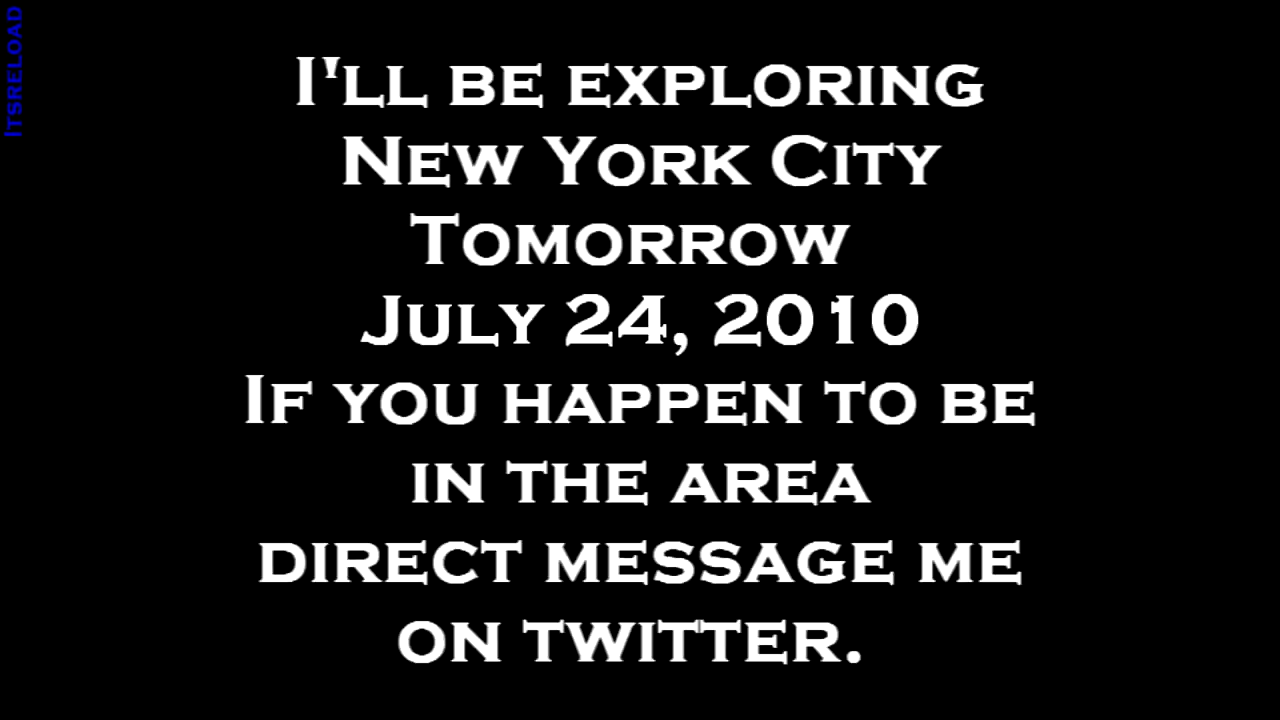 Itsreload
I'll be exploring
New York City
Tomorrow
July 24, 2010
If you happen to be
in the area
direct message me
on twitter.